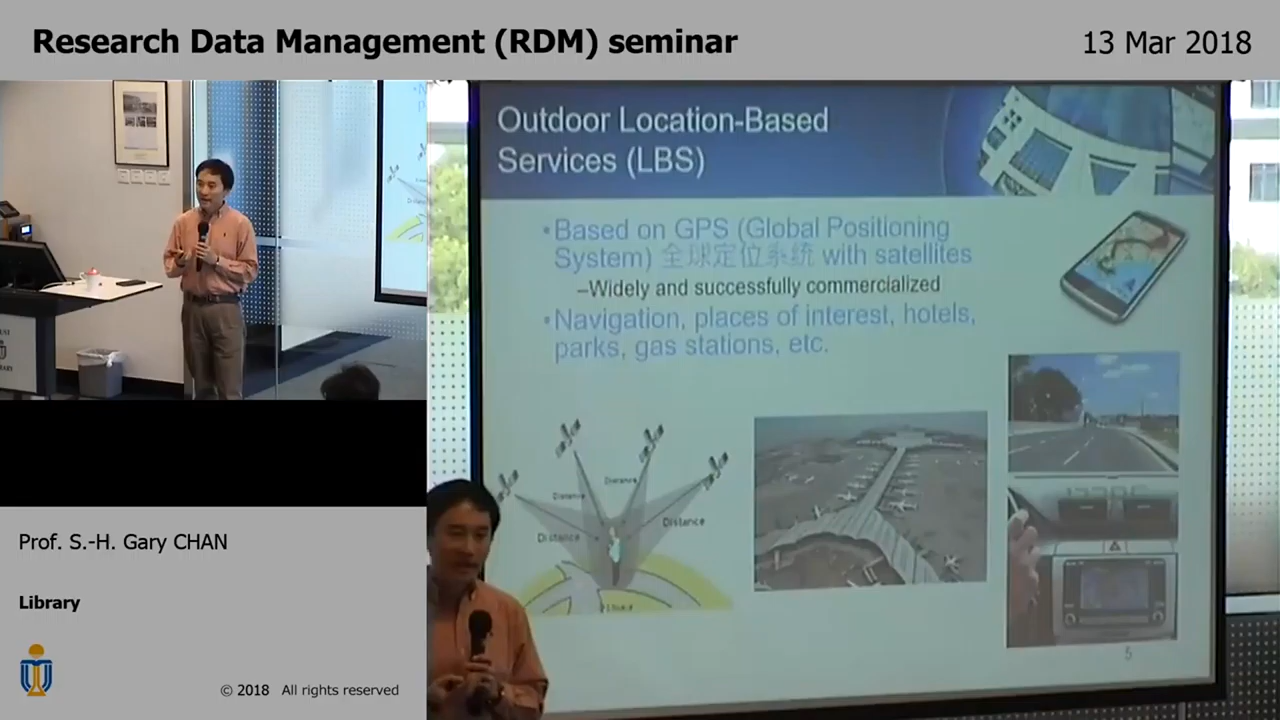 Research Data Management (RDM) seminar
13 Mar 2018
Outdoor Location-Based
Services (LBS)
•Based on GPS (Global Positioning
System) 全球定位系統 with satellites
–Widely and successfully commercialized
•Navigation, places of interest, hotels,
parks, gas stations, etc.
Distance
Distance
Distance
Distance
5
Prof. S.-H. Gary CHAN
Library
© 2018 All rights reserved